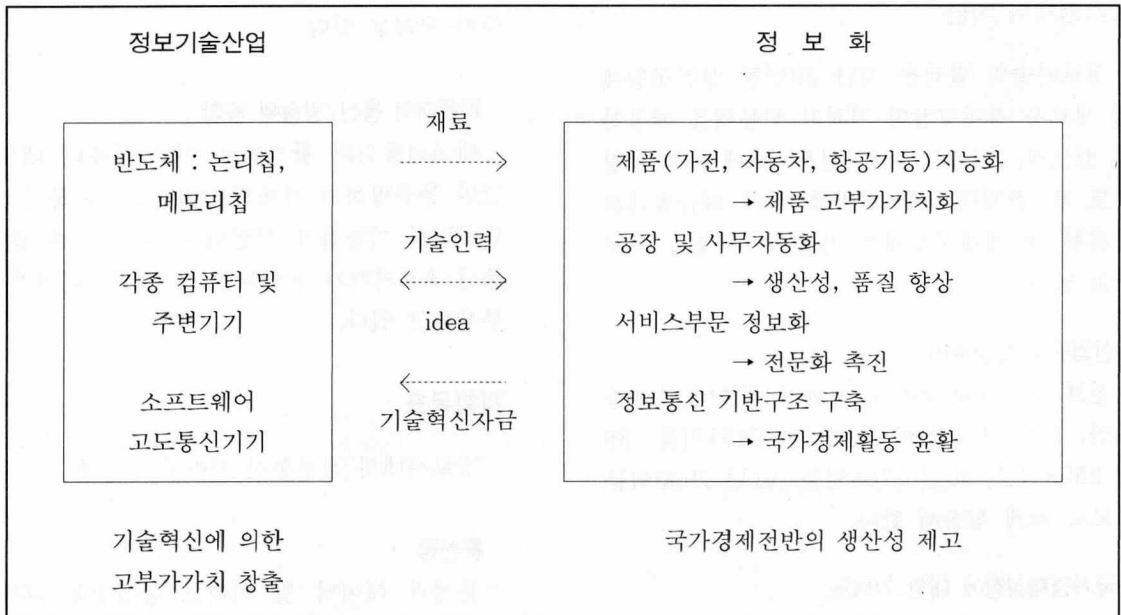 정보기술산업
반도체 : 논리칩,
메모리칩
각종 컴퓨터 및
주변기기
소프트웨어
고도통신기기
기술혁신에 의한
고부가가치 창출
재료
기술인력
idea
기술혁신자금
정 보 화
제품(가전, 자동차, 항공기등)지능화
→ 제품 고부가가치화
공장 및 사무자동화
→ 생산성, 품질 향상
서비스부문 정보화
→ 전문화 촉진
정보통신 기반구조 구축
→ 국가경제활동 윤활
국가경제전반의 생산성 제고